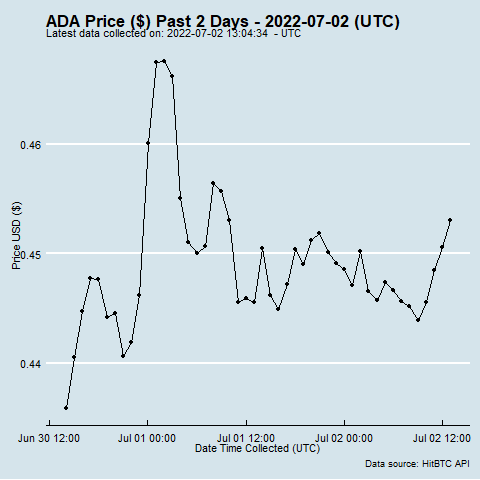 ADA Price ($) Past 2 Days - 2022-07-02 (UTC)
Latest data collected on: 2022-07-02 13:04:34 - UTC
0.46
0.45
0.44
Price USD ($)
Jun 30 12:00 Jul 01 00:00 Jul 01 12:00 Jul 02 00:00 Jul 02 12:00
Date Time Collected (UTC)
Data source: HitBTC API